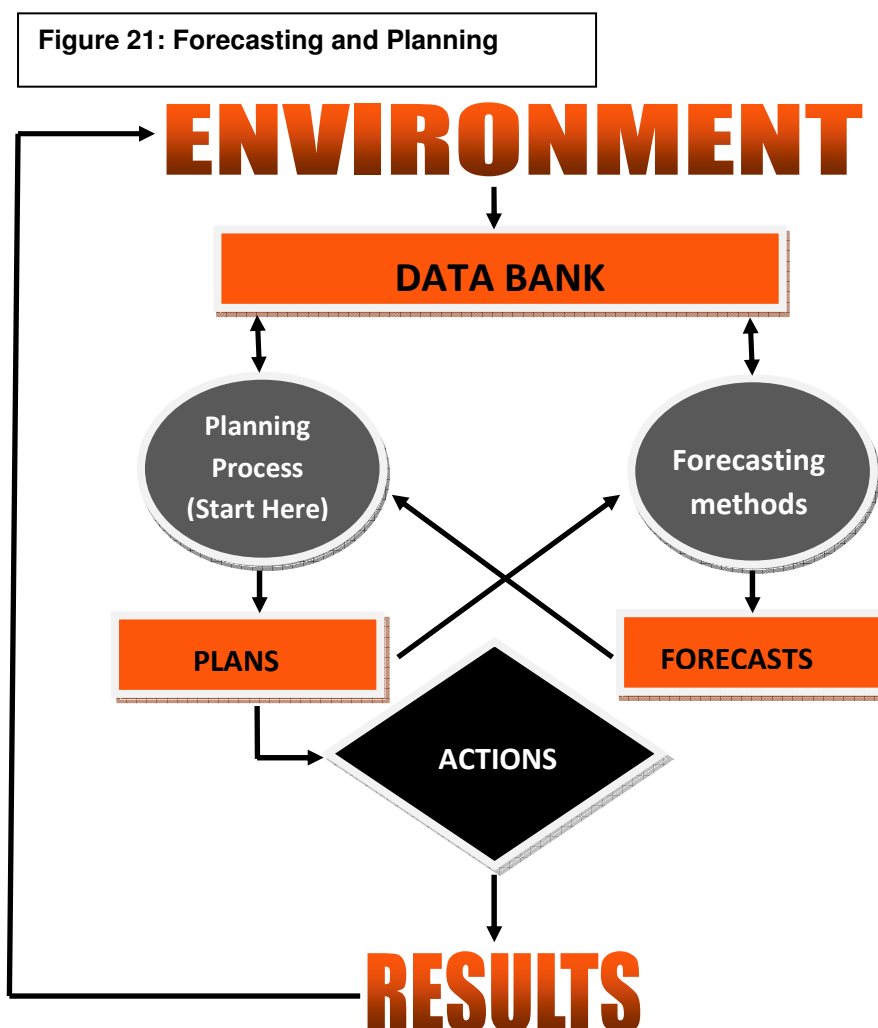 Figure 21: Forecasting and Planning
ENVIRONMENT
DATA BANK
Planning
Process
(Start Here)
Forecasting
methods
PLANS
FORECASTS
ACTIONS
RESULTS